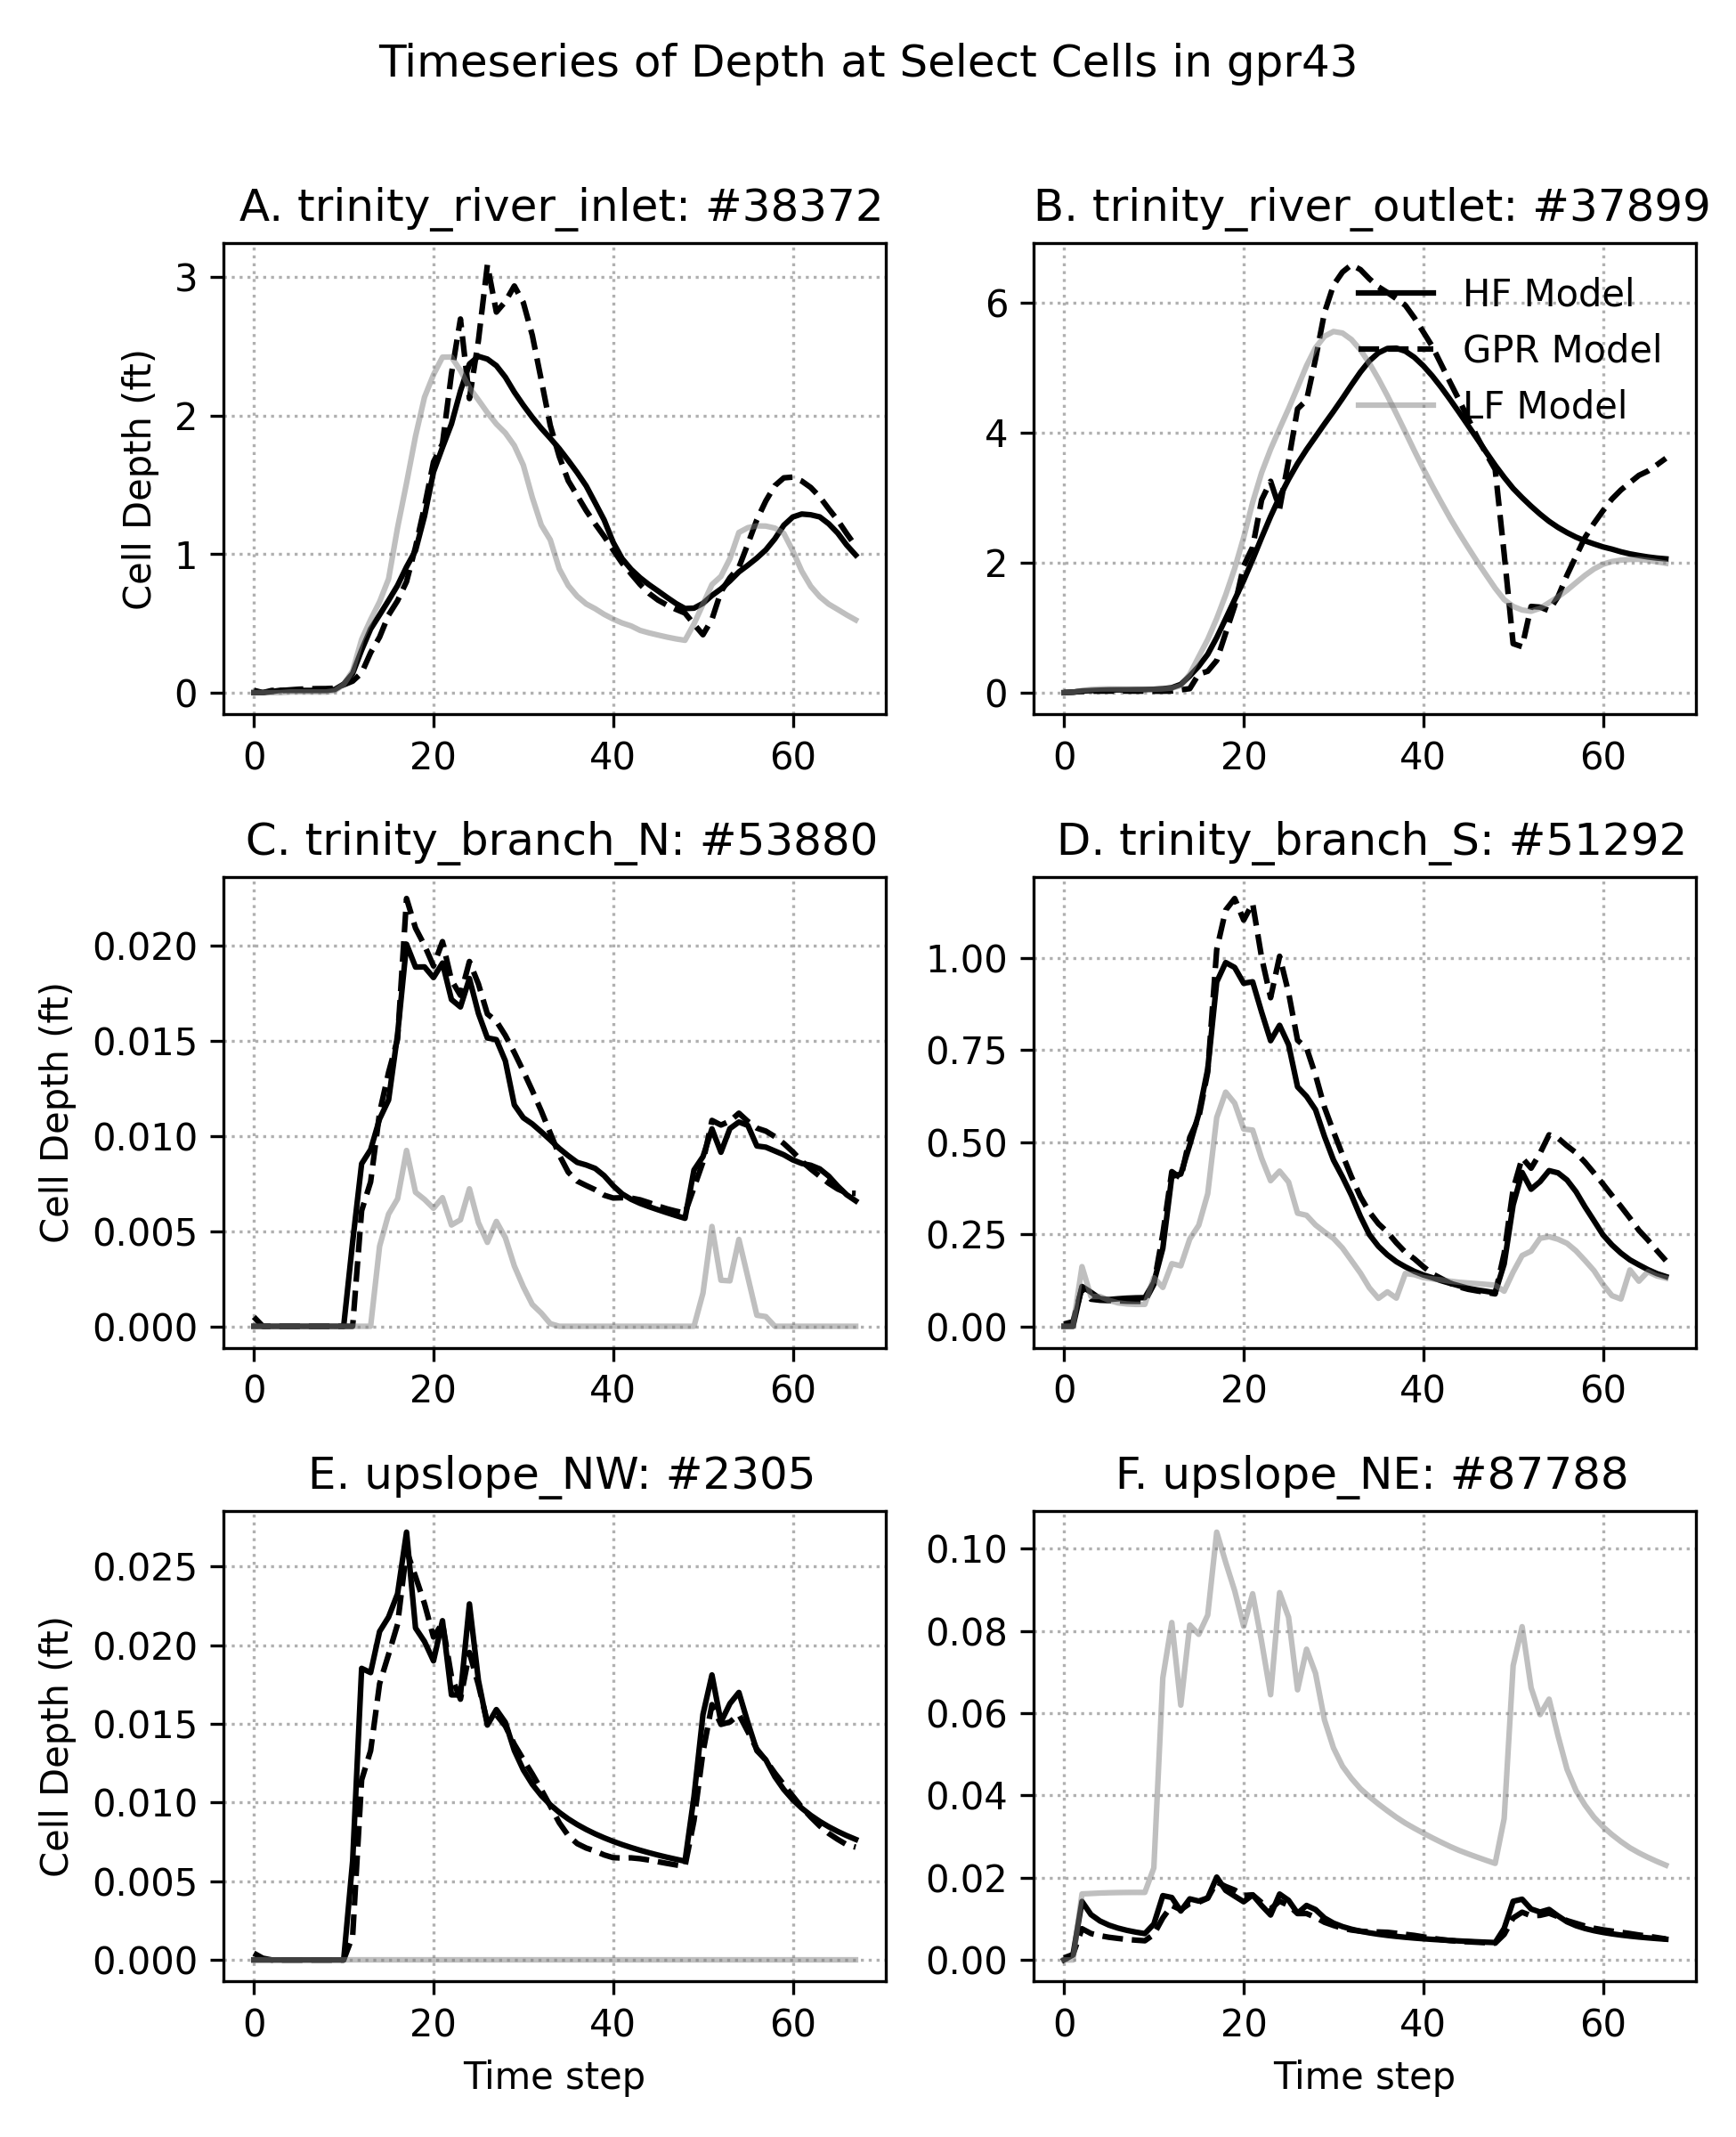 Timeseries of Depth at Select Cells in gpr43
A. trinity_river_inlet: #38372
Cell Depth (ft)
3
2
1
0
0 20 40 60
B. trinity_river_outlet: #37899
6
4
2
0
HF Model
GPR Model
LF Model
0 20 40 60
C. trinity_branch_N: #53880
Cell Depth (ft)
0.020
0.015
0.010
0.005
0.000
0 20 40 60
D. trinity_branch_S: #51292
1.00
0.75
0.50
0.25
0.00
0 20 40 60
E. upslope_NW: #2305
Cell Depth (ft)
0.025
0.020
0.015
0.010
0.005
0.000
0 20 40 60
Time step
F. upslope_NE: #87788
0.10
0.08
0.06
0.04
0.02
0.00
0 20 40 60
Time step